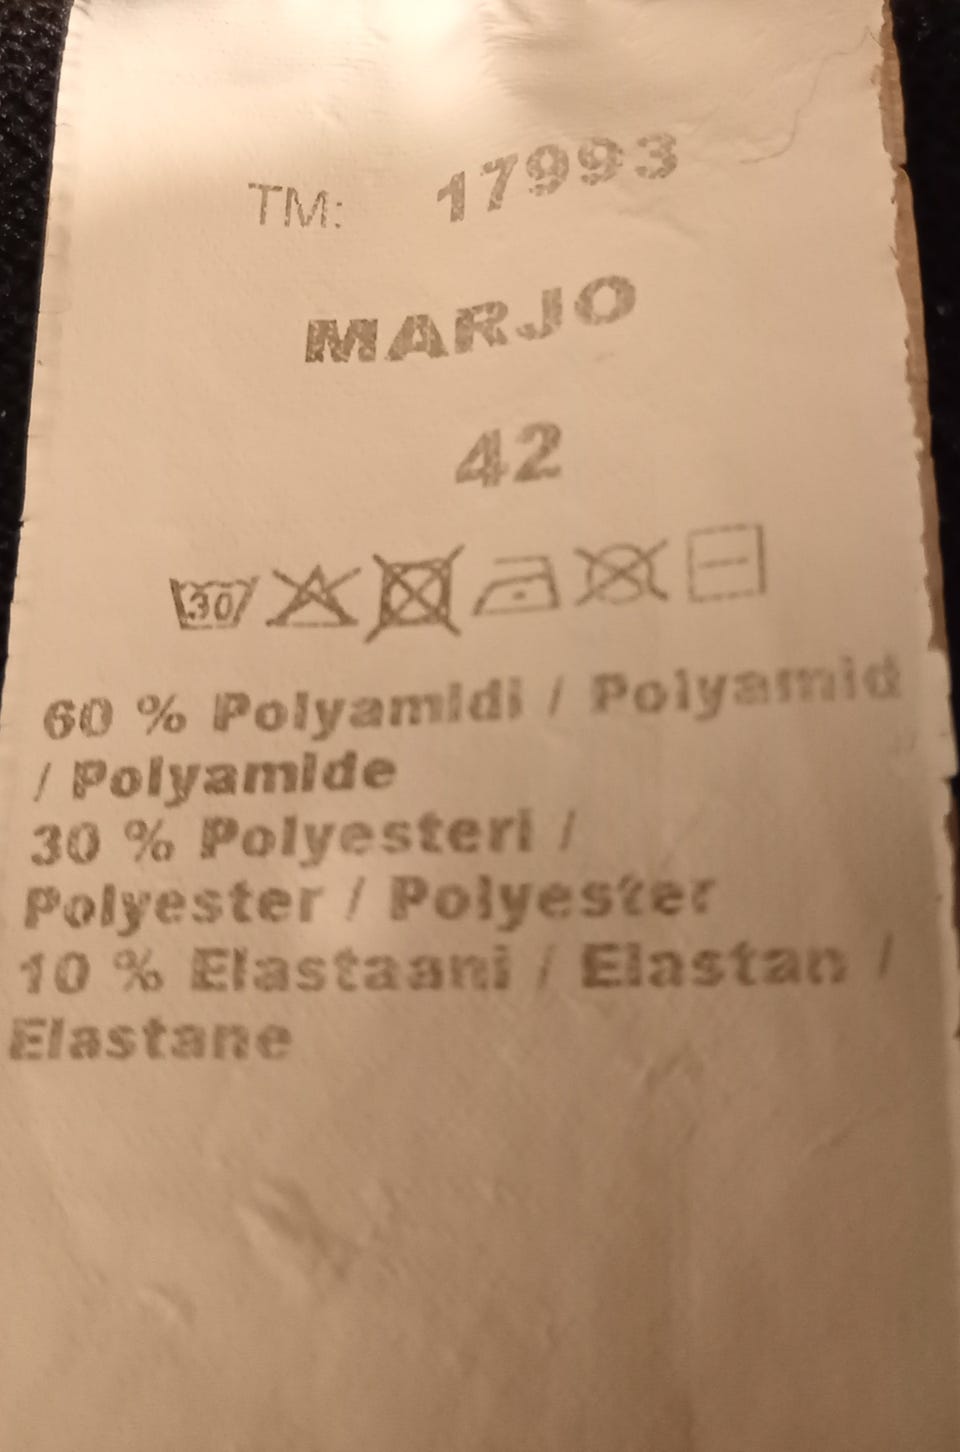 TM: 17993
MARJO
42
30
60 % Polyamidi / Polyamid
/ Polyamide
30 % Polyesteri /
Polyester / Polyester
10 % Elastaani / Elastan /
Elastane